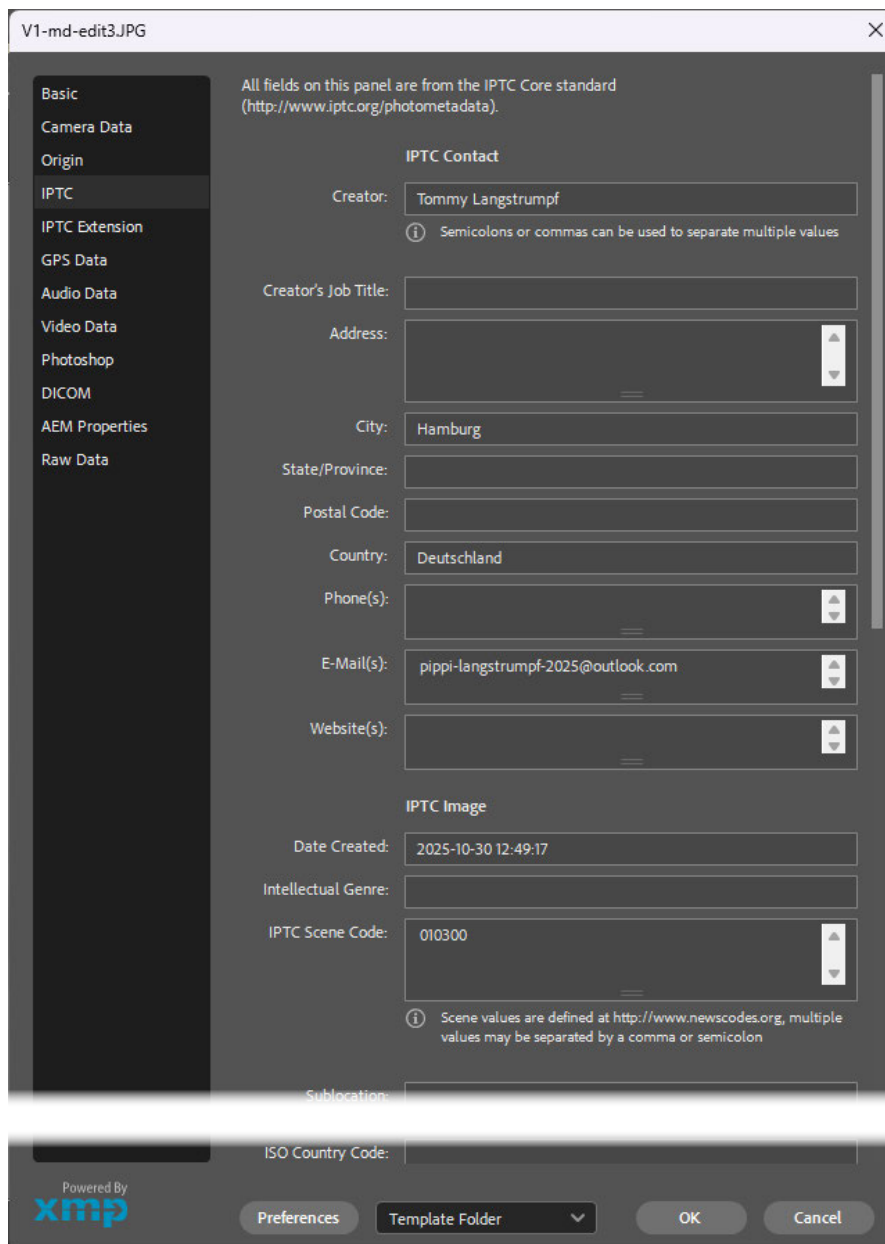 V1-md-edit3.JPG
Basic
Camera Data
Origin
IPTC
IPTC Extension
GPS Data
Audio Data
Video Data
Photoshop
DICOM
AEM Properties
Raw Data
All fields on this panel are from the IPTC Core standard
(http://www.iptc.org/photometadata).
IPTC Contact
Creator: Tommy Langstrumpf
Semicolons or commas can be used to separate multiple values
Creator's Job Title:
Address:
City: Hamburg
State/Province:
Postal Code:
Country: Deutschland
Phone(s):
E-Mail(s): pippi-langstrumpf-2025@outlook.com
Website(s):
IPTC Image
Date Created: 2025-10-30 12:49:17
Intellectual Genre:
IPTC Scene Code: 010300
Scene values are defined at http://www.newscodes.org, multiple
values may be separated by a comma or semicolon
Sublocation:
ISO Country Code:
Powered By
xmp
Preferences
Template Folder
OK
Cancel